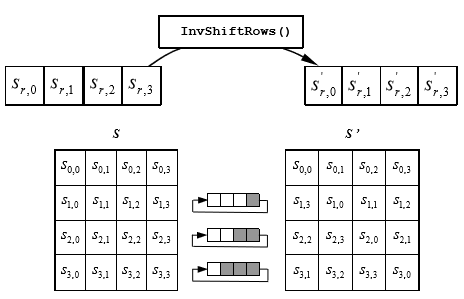 InvShiftRows()
S_{r,0} S_{r,1} S_{r,2} S_{r,3} S'_{r,0} S'_{r,1} S'_{r,2} S'_{r,3}
S S'
S_{0,0} S_{0,1} S_{0,2} S_{0,3} S_{0,0} S_{0,1} S_{0,2} S_{0,3}
S_{1,0} S_{1,1} S_{1,2} S_{1,3} S_{1,3} S_{1,0} S_{1,1} S_{1,2}
S_{2,0} S_{2,1} S_{2,2} S_{2,3} S_{2,2} S_{2,3} S_{2,0} S_{2,1}
S_{3,0} S_{3,1} S_{3,2} S_{3,3} S_{3,1} S_{3,2} S_{3,3} S_{3,0}